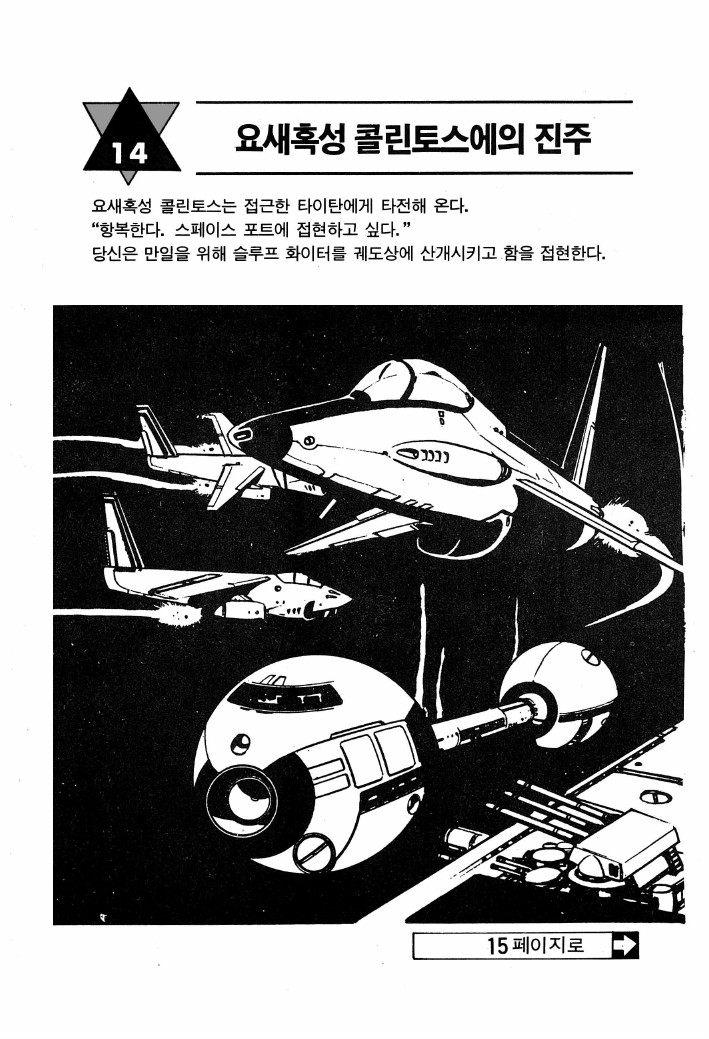 14
요새혹성 콜린토스에의 진주
요새혹성 콜린토스는 접근한 타이탄에게 타전해 온다.
“항복한다. 스페이스 포트에 접현하고 싶다.”
당신은 만일을 위해 슬루프 화이터를 궤도상에 산개시키고 함을 접현한다.
15페이지로